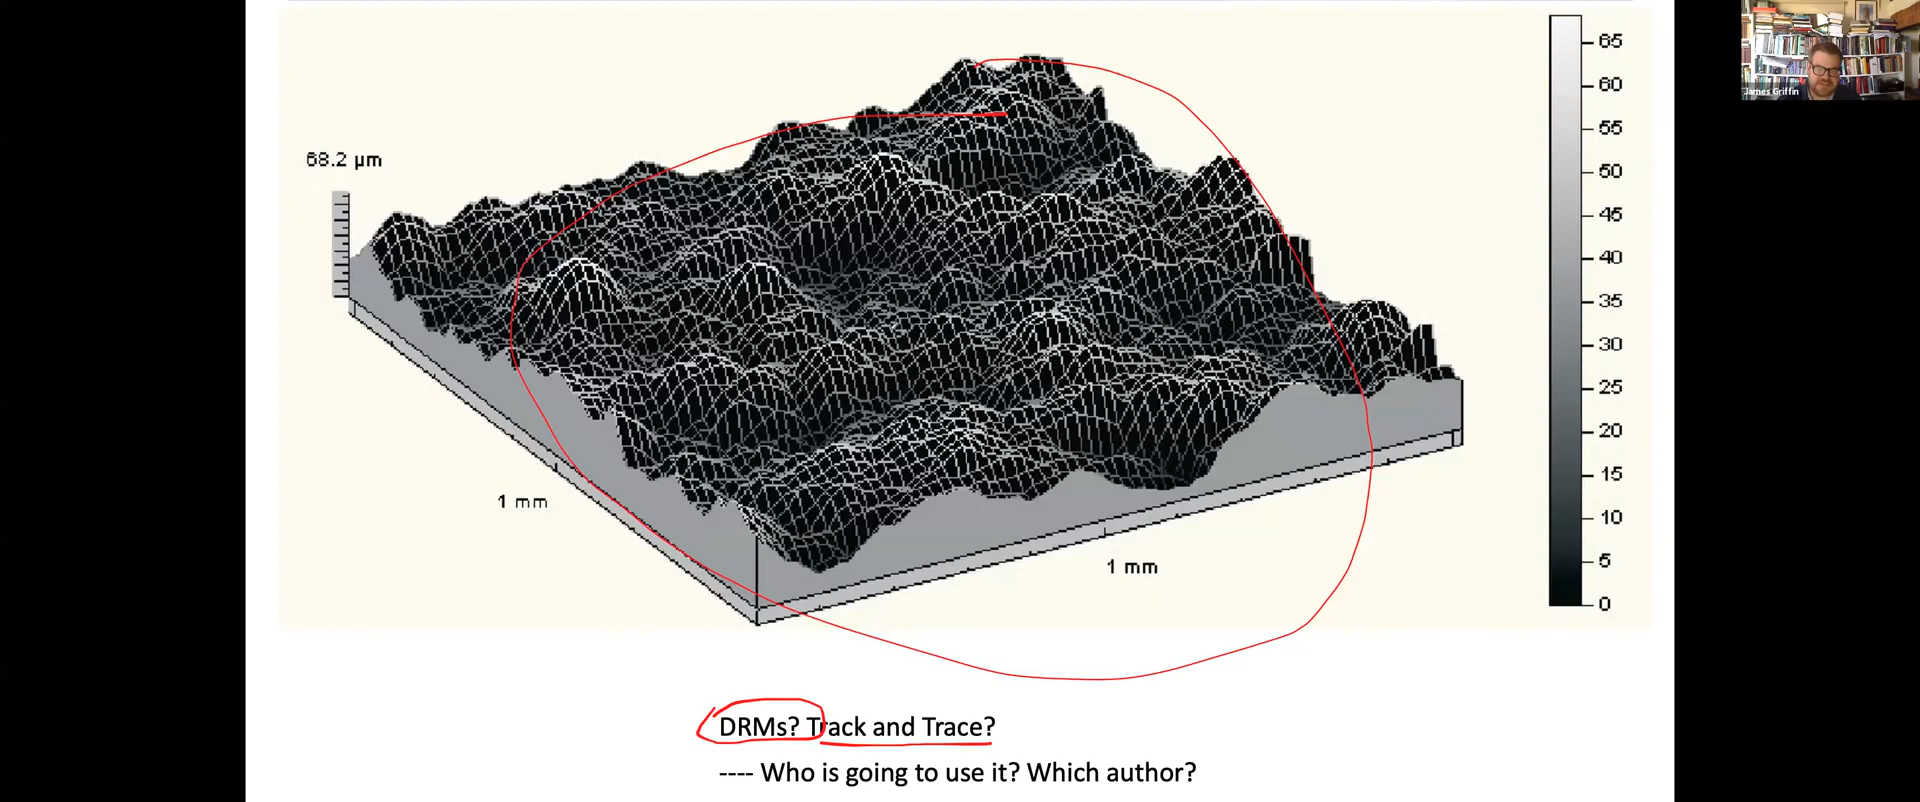 68.2 µm
1 mm
1 mm
65
60
55
50
45
40
35
30
25
20
15
10
5
0
James Griffin
DRMs? Track and Trace?
---- Who is going to use it? Which author?